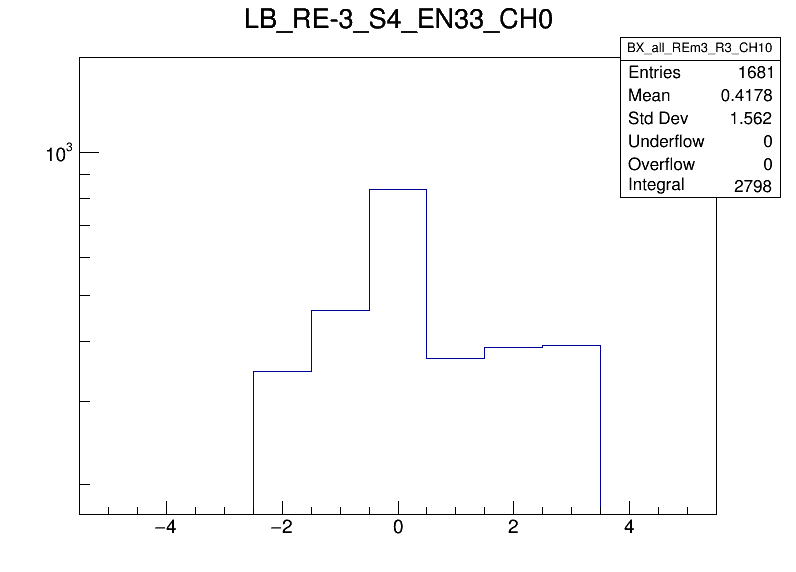 LB_RE-3_S4_EN33_CH0
BX_all_REm3_R3_CH10
Entries 1681
Mean 0.4178
Std Dev 1.562
Underflow 0
Overflow 0
Integral 2798
10³
−4 −2 0 2 4